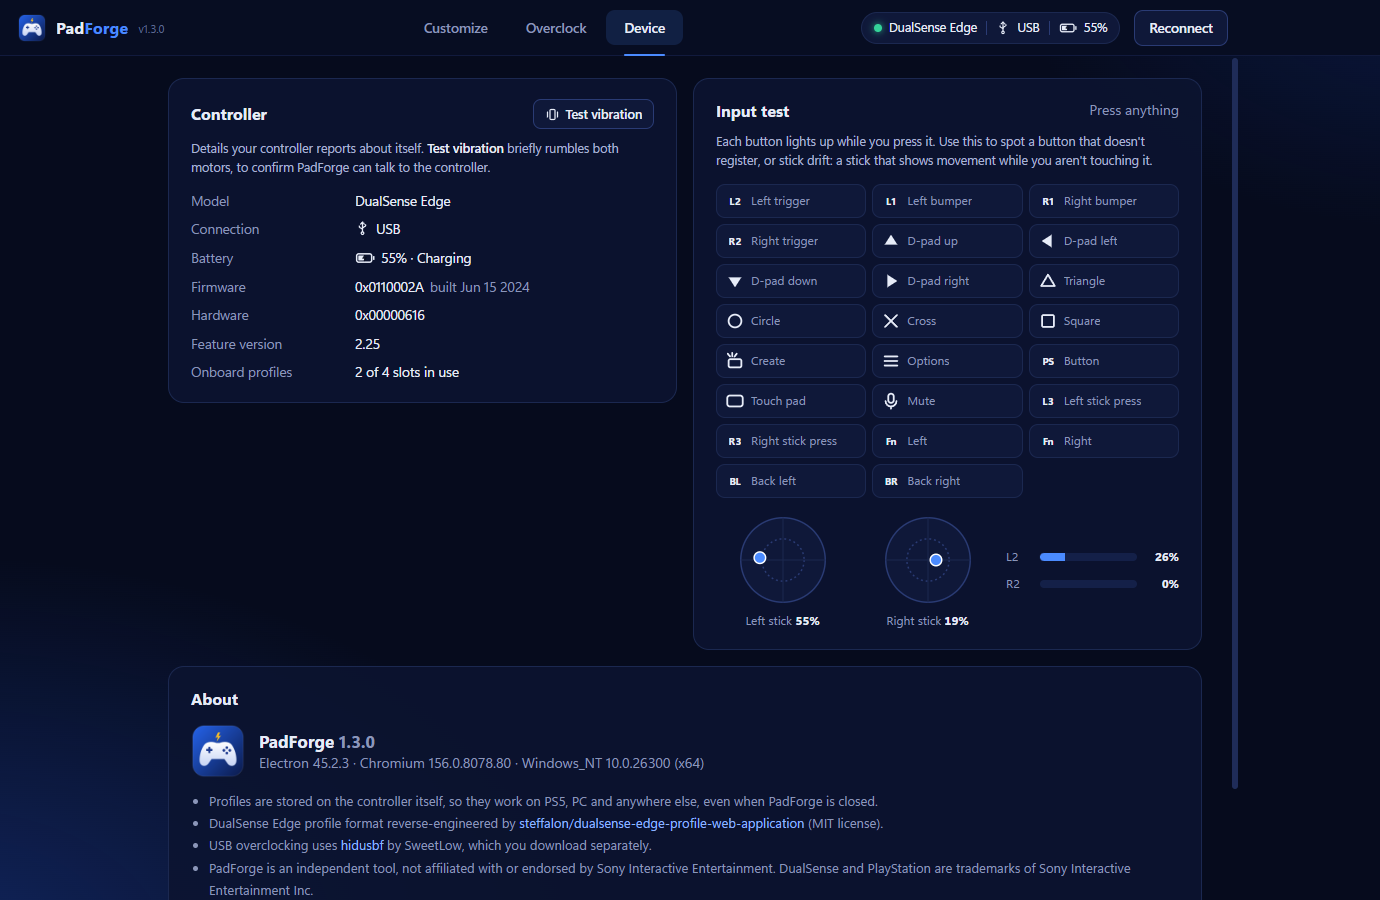 PadForge v1.3.0
Customize
Overclock
Device
DualSense Edge
USB
55%
Reconnect
Controller
Test vibration
Details your controller reports about itself. Test vibration briefly rumbles both
motors, to confirm PadForge can talk to the controller.
Model DualSense Edge
Connection USB
Battery 55% · Charging
Firmware 0x0110002A built Jun 15 2024
Hardware 0x00000616
Feature version 2.25
Onboard profiles 2 of 4 slots in use
Input test
Press anything
Each button lights up while you press it. Use this to spot a button that doesn't
register, or stick drift: a stick that shows movement while you aren't touching it.
L2 Left trigger
L1 Left bumper
R1 Right bumper
R2 Right trigger
D-pad up
D-pad left
D-pad down
D-pad right
Triangle
Circle
Cross
Square
Create
Options
PS Button
Touch pad
Mute
L3 Left stick press
R3 Right stick press
Fn Left
Fn Right
BL Back left
BR Back right
L2 26%
R2 0%
Left stick 55%
Right stick 19%
About
PadForge 1.3.0
Electron 45.2.3 · Chromium 156.0.8078.80 · Windows_NT 10.0.26300 (x64)
• Profiles are stored on the controller itself, so they work on PS5, PC and anywhere else, even when PadForge is closed.
• DualSense Edge profile format reverse-engineered by steffalon/dualsense-edge-profile-web-application (MIT license).
• USB overclocking uses hidusbf by SweetLow, which you download separately.
• PadForge is an independent tool, not affiliated with or endorsed by Sony Interactive Entertainment. DualSense and PlayStation are trademarks of Sony Interactive
Entertainment Inc.